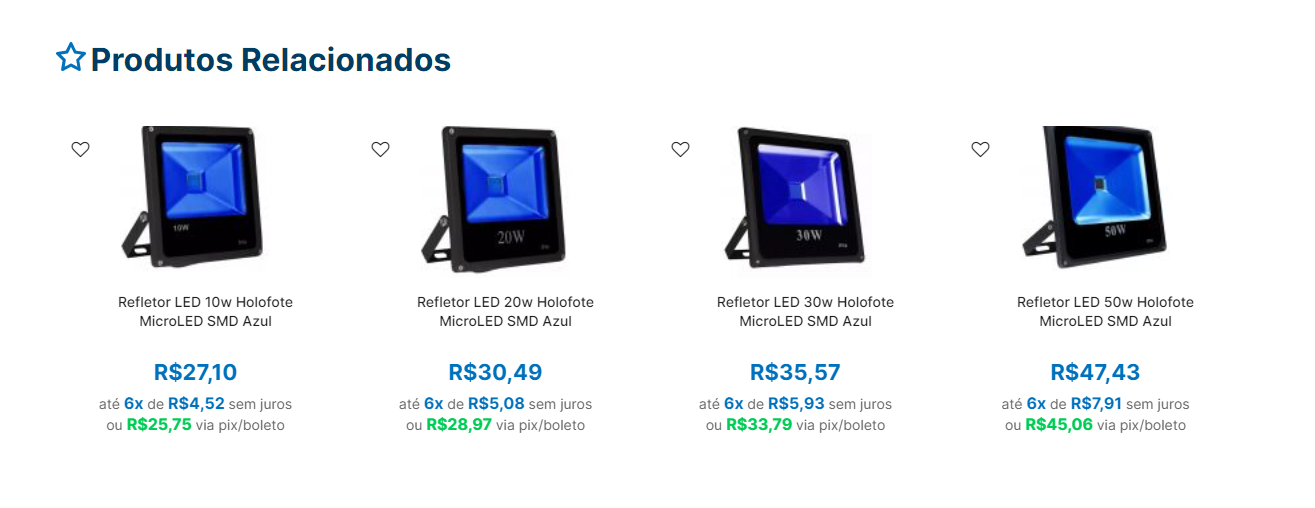 Produtos Relacionados
10W
20W
30W
50W
Refletor LED 10w Holofote
MicroLED SMD Azul
R$27,10
até 6x de R$4,52 sem juros
ou R$25,75 via pix/boleto
Refletor LED 20w Holofote
MicroLED SMD Azul
R$30,49
até 6x de R$5,08 sem juros
ou R$28,97 via pix/boleto
Refletor LED 30w Holofote
MicroLED SMD Azul
R$35,57
até 6x de R$5,93 sem juros
ou R$33,79 via pix/boleto
Refletor LED 50w Holofote
MicroLED SMD Azul
R$47,43
até 6x de R$7,91 sem juros
ou R$45,06 via pix/boleto